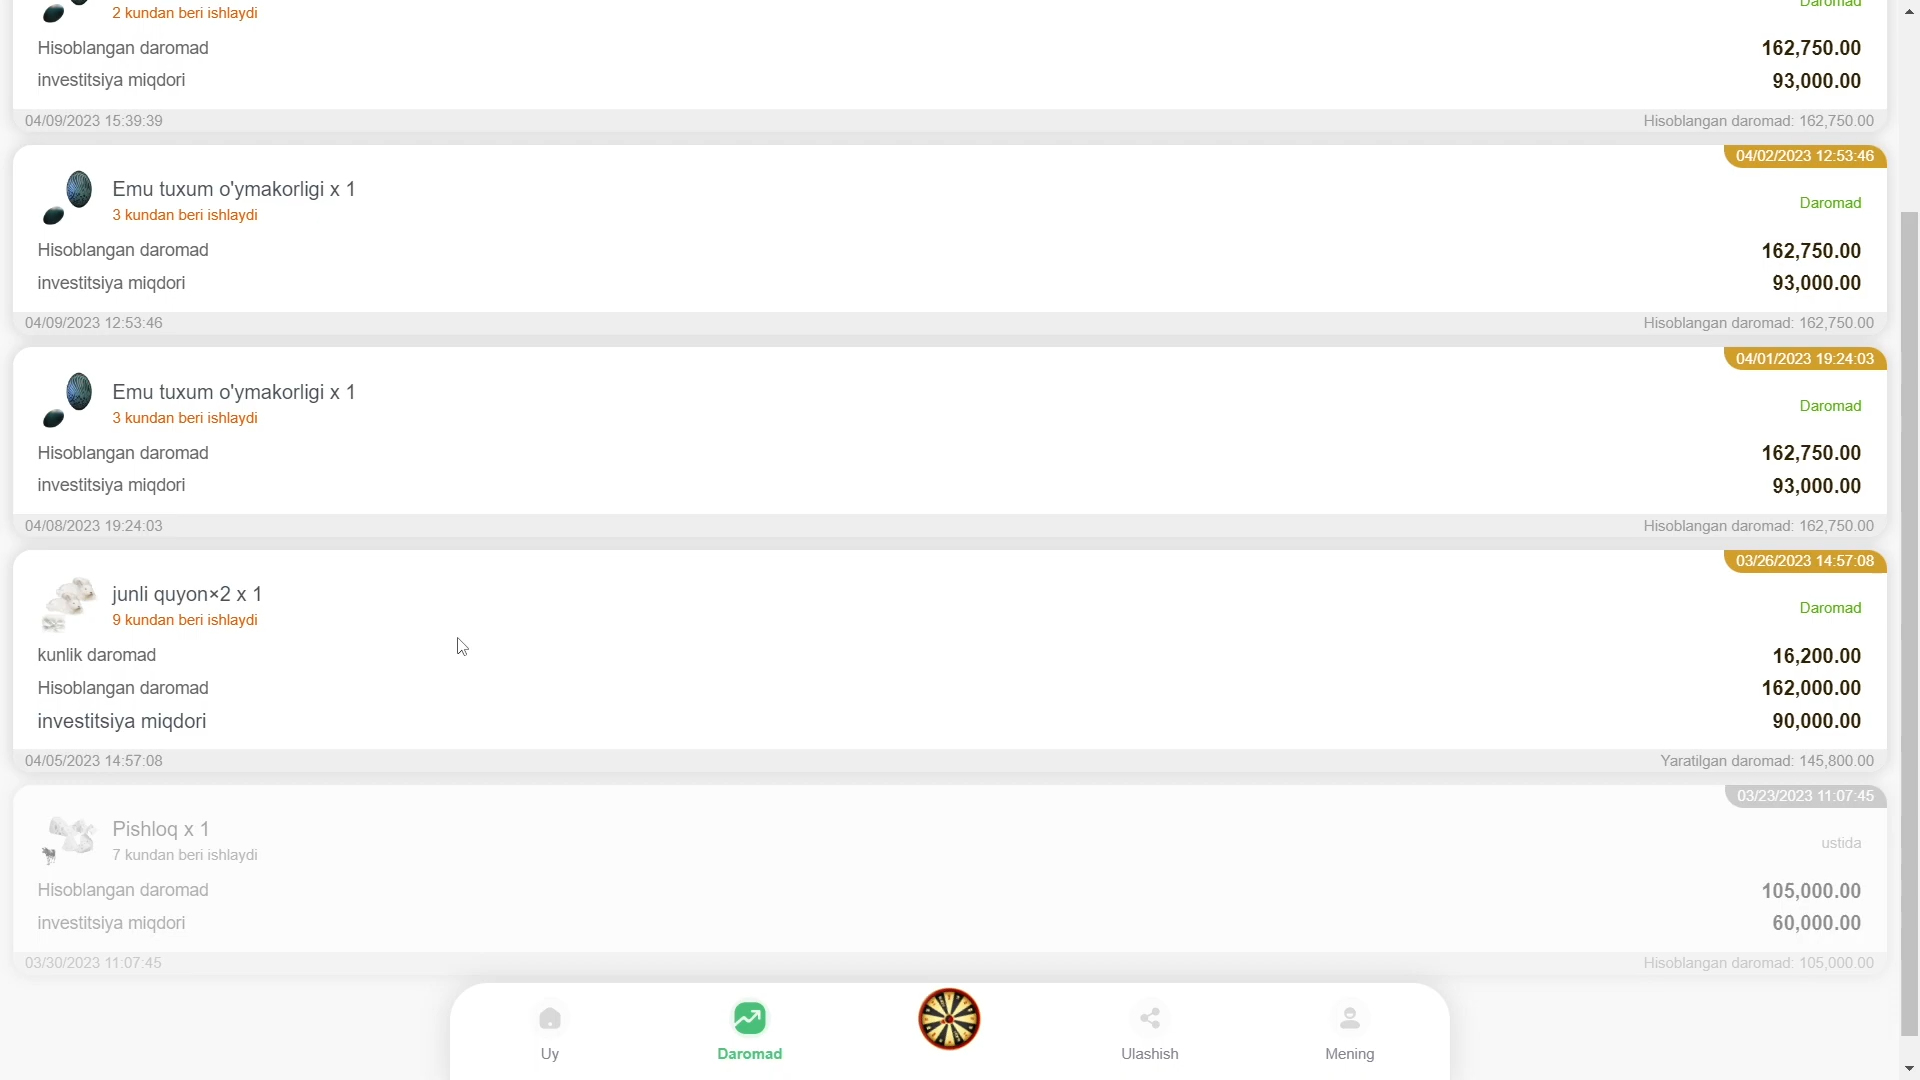 2 kundan beri ishlaydi
Daromad
Hisoblangan daromad 162,750.00
investitsiya miqdori 93,000.00
04/09/2023 15:39:39 Hisoblangan daromad: 162,750.00
04/02/2023 12:53:46
Emu tuxum o'ymakorligi x 1
3 kundan beri ishlaydi
Daromad
Hisoblangan daromad 162,750.00
investitsiya miqdori 93,000.00
04/09/2023 12:53:46 Hisoblangan daromad: 162,750.00
04/01/2023 19:24:03
Emu tuxum o'ymakorligi x 1
3 kundan beri ishlaydi
Daromad
Hisoblangan daromad 162,750.00
investitsiya miqdori 93,000.00
04/08/2023 19:24:03 Hisoblangan daromad: 162,750.00
03/26/2023 14:57:08
junli quyon×2 x 1
9 kundan beri ishlaydi
Daromad
kunlik daromad 16,200.00
Hisoblangan daromad 162,000.00
investitsiya miqdori 90,000.00
04/05/2023 14:57:08 Yaratilgan daromad: 145,800.00
03/23/2023 11:07:45
Pishloq x 1
7 kundan beri ishlaydi
ustida
Hisoblangan daromad 105,000.00
investitsiya miqdori 60,000.00
03/30/2023 11:07:45 Hisoblangan daromad: 105,000.00
Uy Daromad Ulashish Mening